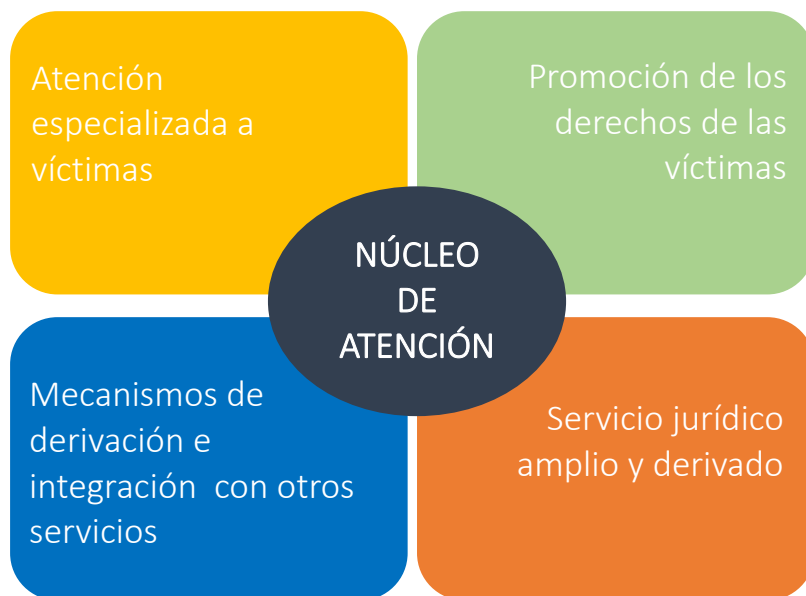 Atención
especializada a
víctimas
Promoción de los
derechos de las
víctimas
NÚCLEO
DE
ATENCIÓN
Mecanismos de
derivación e
integración  con otros
servicios
Servicio jurídico
amplio y derivado